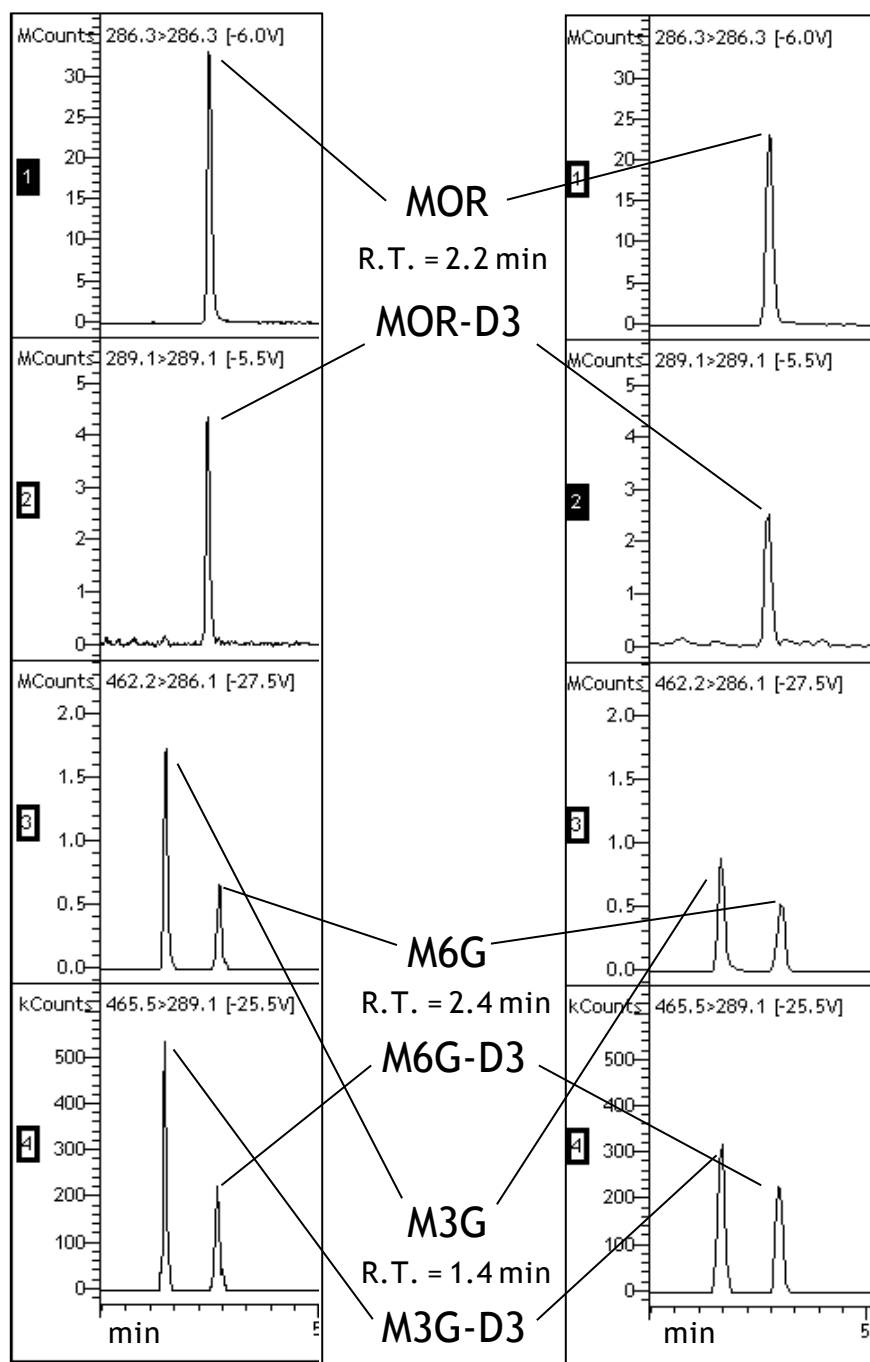 MCounts 286.3>286.3 [-6.0V]
30
25
20
15
10
5
0
1
MCounts 289.1>289.1 [-5.5V]
5
4
3
2
1
0
2
MCounts 462.2>286.1 [-27.5V]
2.0
1.5
1.0
0.5
0.0
3
kCounts 465.5>289.1 [-25.5V]
500
400
300
200
100
0
4
min 5
MOR
R.T. = 2.2 min
MOR-D3
M6G
R.T. = 2.4 min
M6G-D3
M3G
R.T. = 1.4 min
M3G-D3
MCounts 286.3>286.3 [-6.0V]
30
25
20
15
10
5
0
1
MCounts 289.1>289.1 [-5.5V]
5
4
3
2
1
0
2
MCounts 462.2>286.1 [-27.5V]
2.0
1.5
1.0
0.5
0.0
3
kCounts 465.5>289.1 [-25.5V]
500
400
300
200
100
0
4
min 5